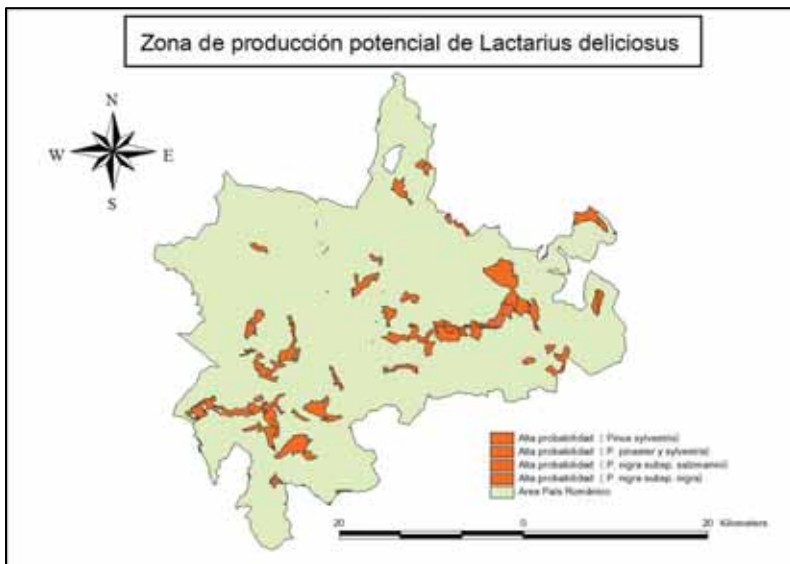 Zona de producción potencial de Lactarius deliciosus
N
W E
S
Alta probabilidad ( Pinus sylvestris)
Alta probabilidad ( P. pinaster y sylvestris)
Alta probabilidad ( P. nigra subsp. salzmannii)
Alta probabilidad ( P. nigra subsp. nigra)
Area País Románico
20 0 20 Kilometers